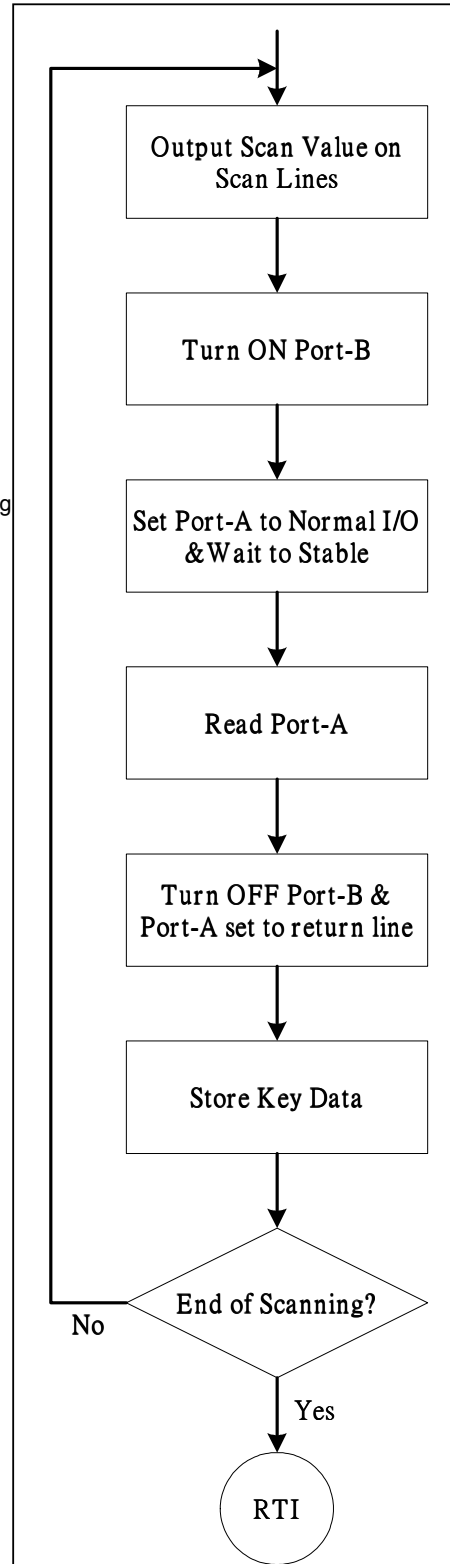 Output Scan Value on
Scan Lines
Turn ON Port-B
g
Set Port-A to Normal I/O
&Wait to Stable
Read Port-A
Turn OFF Port-B &
Port-A set to return line
Store Key Data
End of Scanning?
No
Yes
RTI